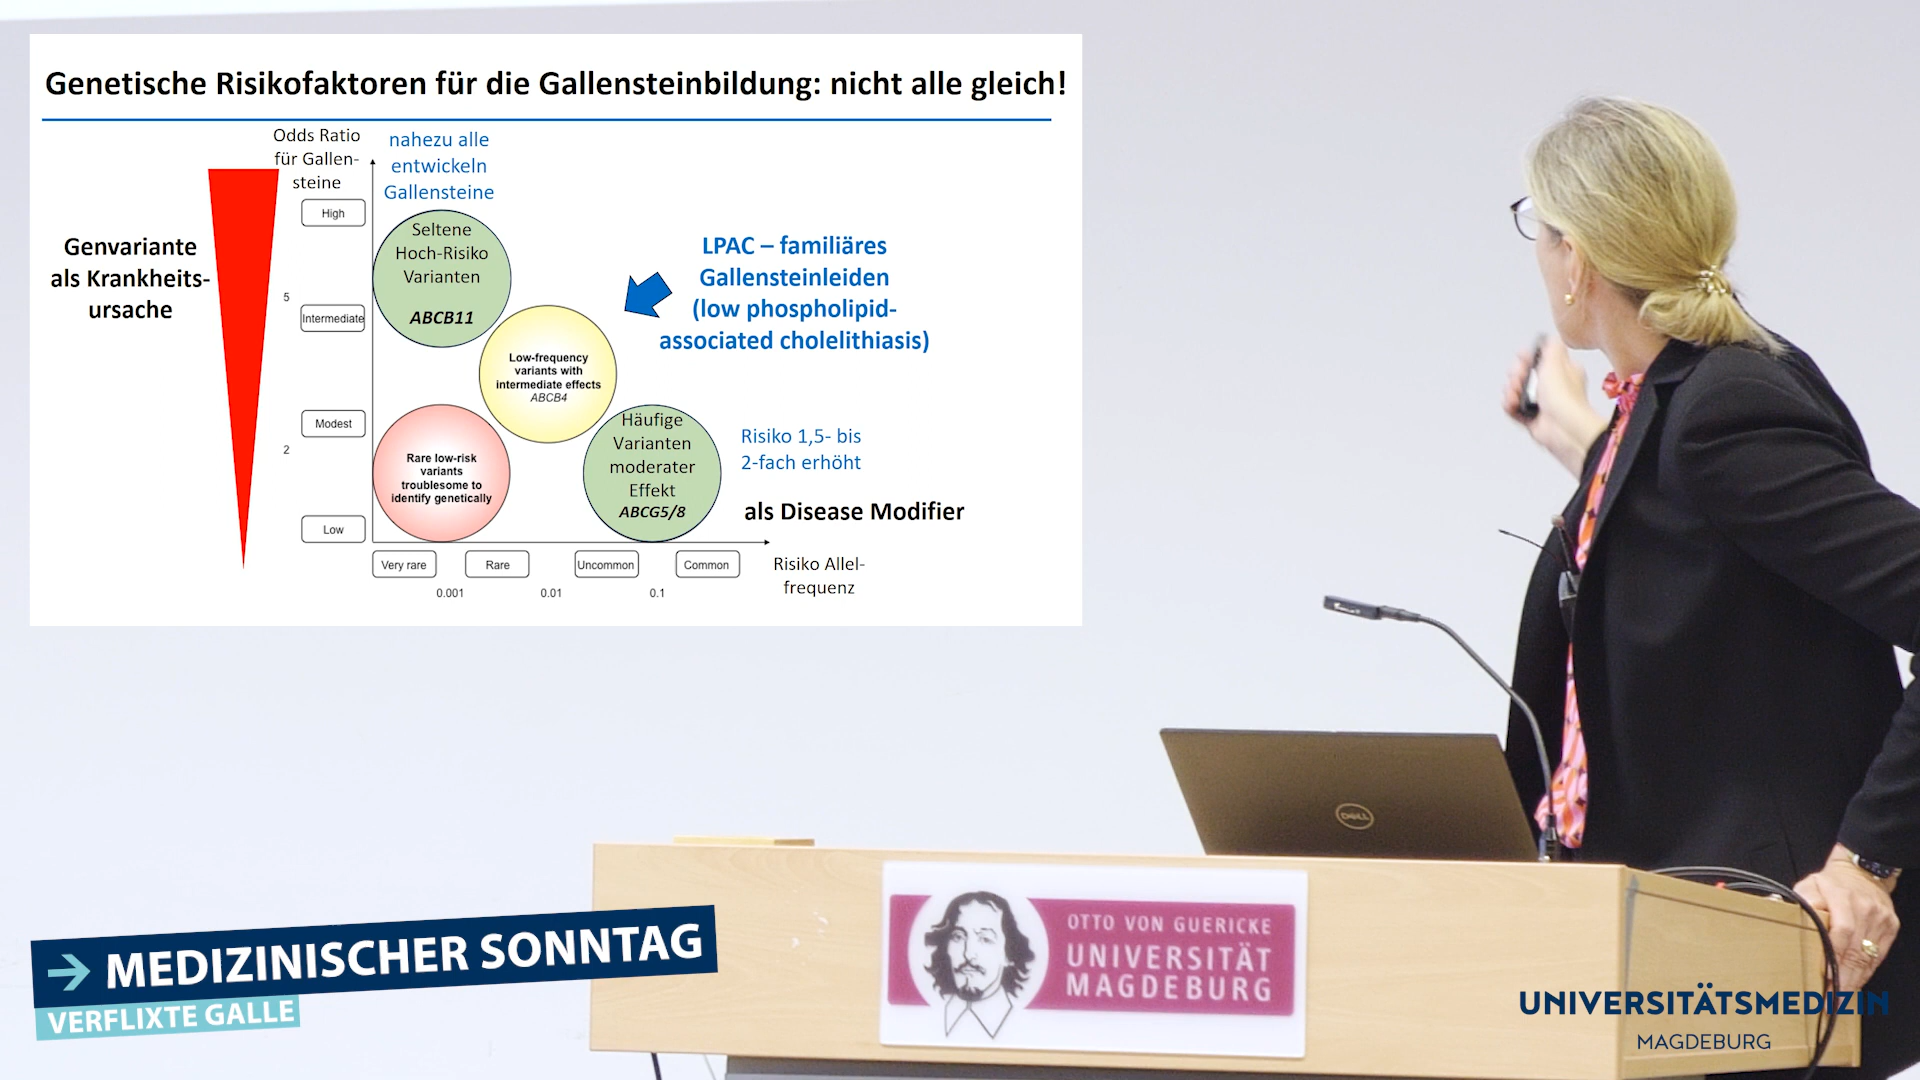 Genetische Risikofaktoren für die Gallensteinbildung: nicht alle gleich!
Odds Ratio
für Gallen-
steine
nahezu alle
entwickeln
Gallensteine
High
5
Intermediate
Modest
2
Low
Genvariante
als Krankheits-
ursache
Seltene
Hoch-Risiko
Varianten
ABCB11
Low-frequency
variants with
intermediate effects
ABCB4
Rare low-risk
variants
troublesome to
identify genetically
Häufige
Varianten
moderater
Effekt
ABCG5/8
LPAC – familiäres
Gallensteinleiden
(low phospholipid-
associated cholelithiasis)
Risiko 1,5- bis
2-fach erhöht
als Disease Modifier
Very rare
Rare
Uncommon
Common
0.001
0.01
0.1
Risiko Allel-
frequenz
DELL
MEDIZINISCHER SONNTAG
VERFLIXTE GALLE
OTTO VON GUERICKE
UNIVERSITÄT
MAGDEBURG
UNIVERSITÄTSMEDIZIN
MAGDEBURG